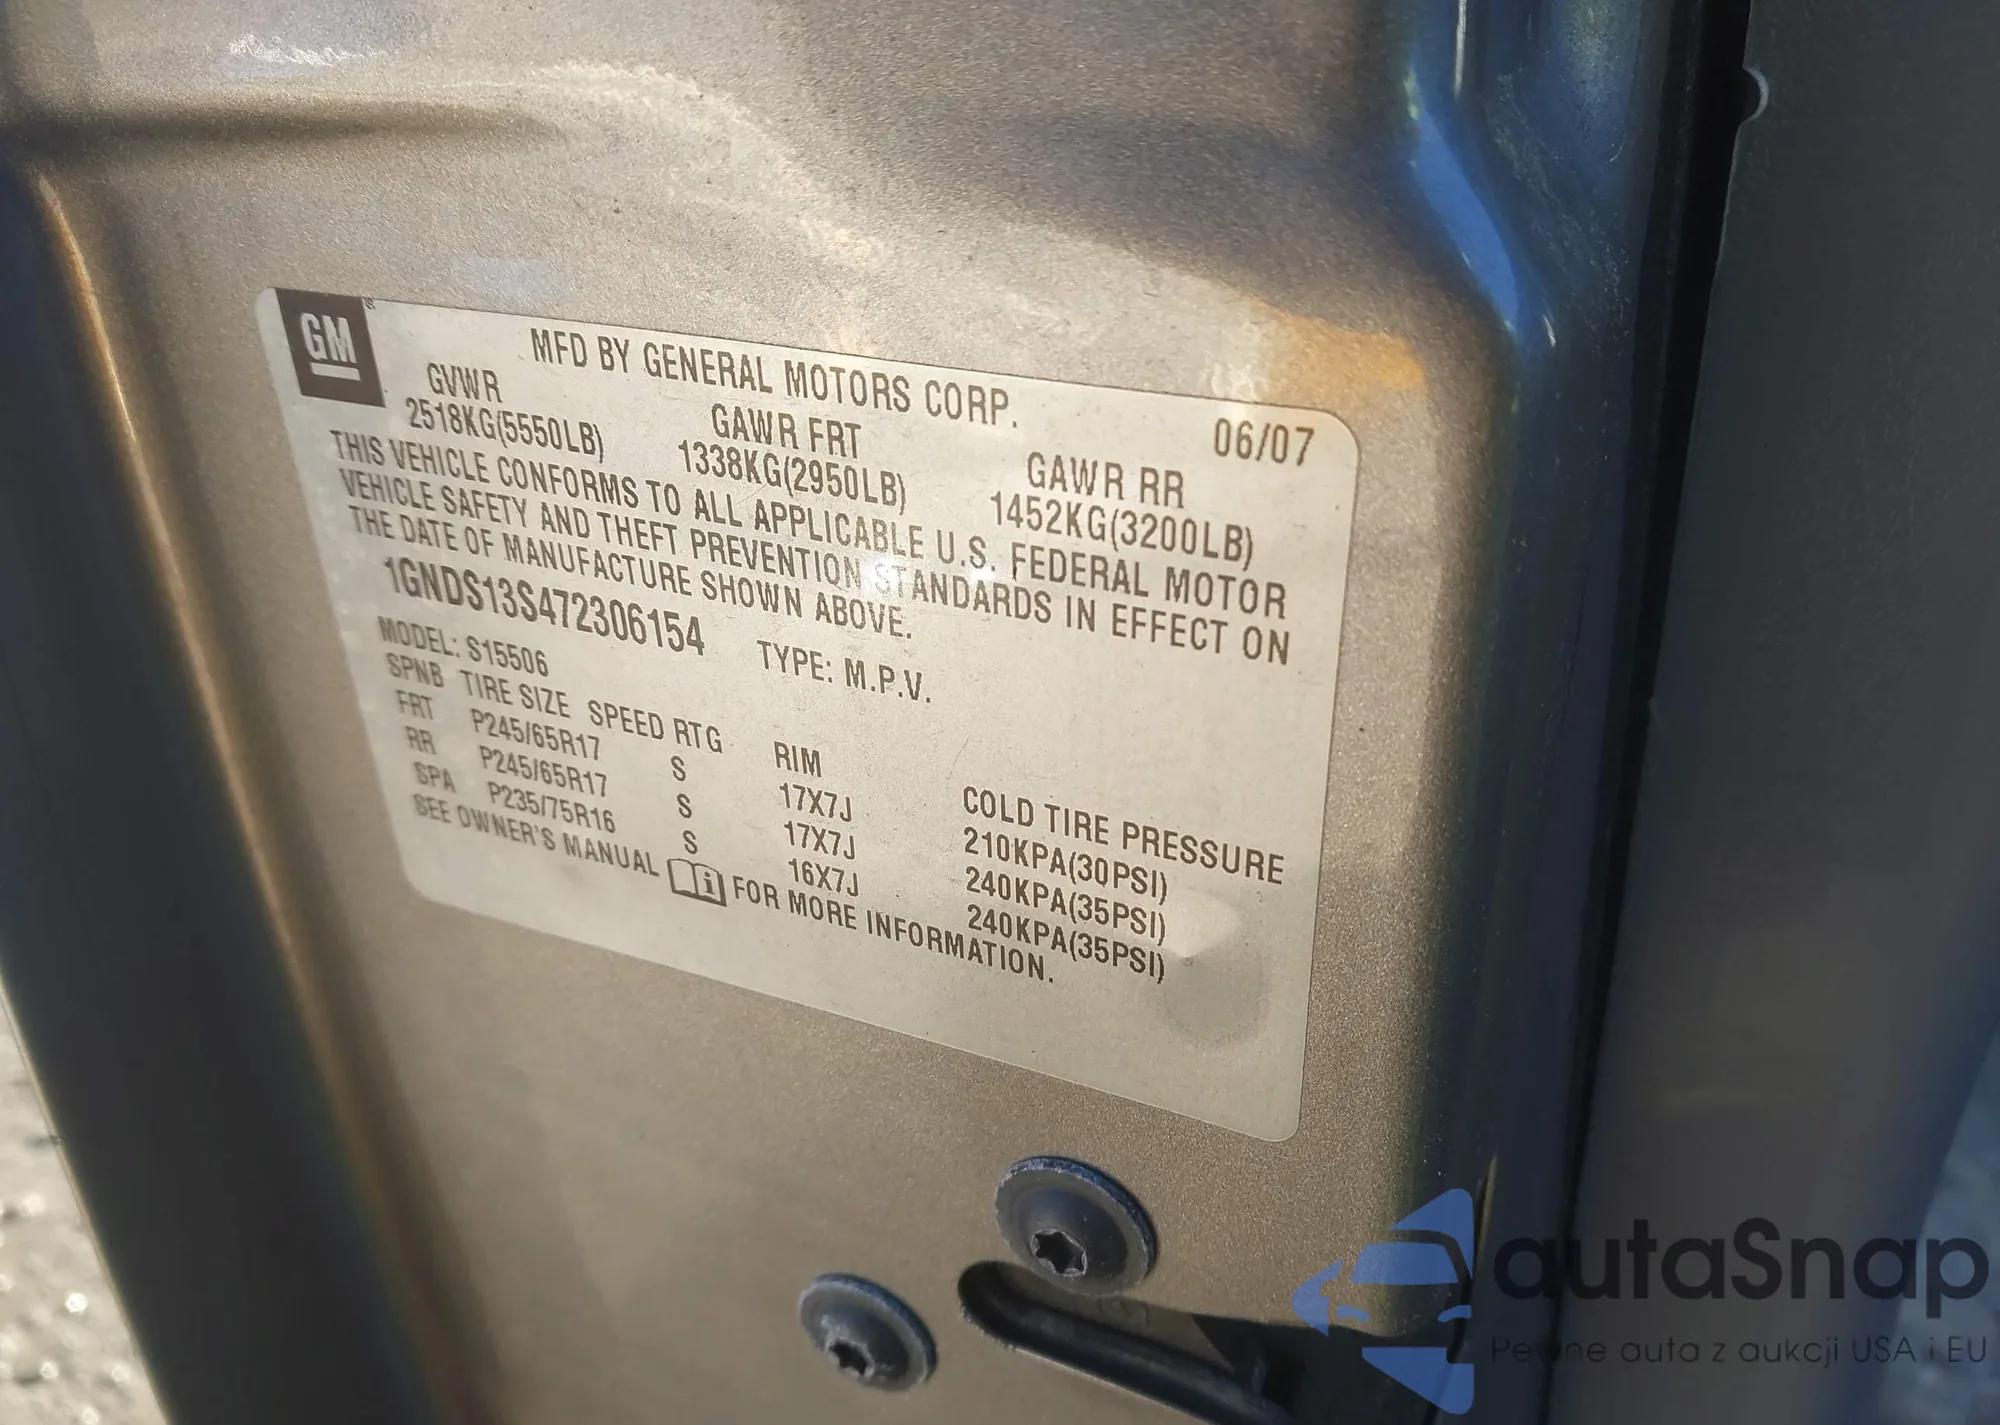 GM
MFD BY GENERAL MOTORS CORP.
06/07
GVWR GAWR FRT GAWR RR
2518KG(5550LB) 1338KG(2950LB) 1452KG(3200LB)
THIS VEHICLE CONFORMS TO ALL APPLICABLE U.S. FEDERAL MOTOR
VEHICLE SAFETY AND THEFT PREVENTION STANDARDS IN EFFECT ON
THE DATE OF MANUFACTURE SHOWN ABOVE.
1GNDS13S472306154 TYPE: M.P.V.
MODEL: S15506
SPNB TIRE SIZE SPEED RTG RIM COLD TIRE PRESSURE
FRT P245/65R17 S 17X7J 210KPA(30PSI)
RR P245/65R17 S 17X7J 240KPA(35PSI)
SPA P235/75R16 S 16X7J 240KPA(35PSI)
SEE OWNER'S MANUAL FOR MORE INFORMATION.
autaSnap
Pewne auta z aukcji USA i EU